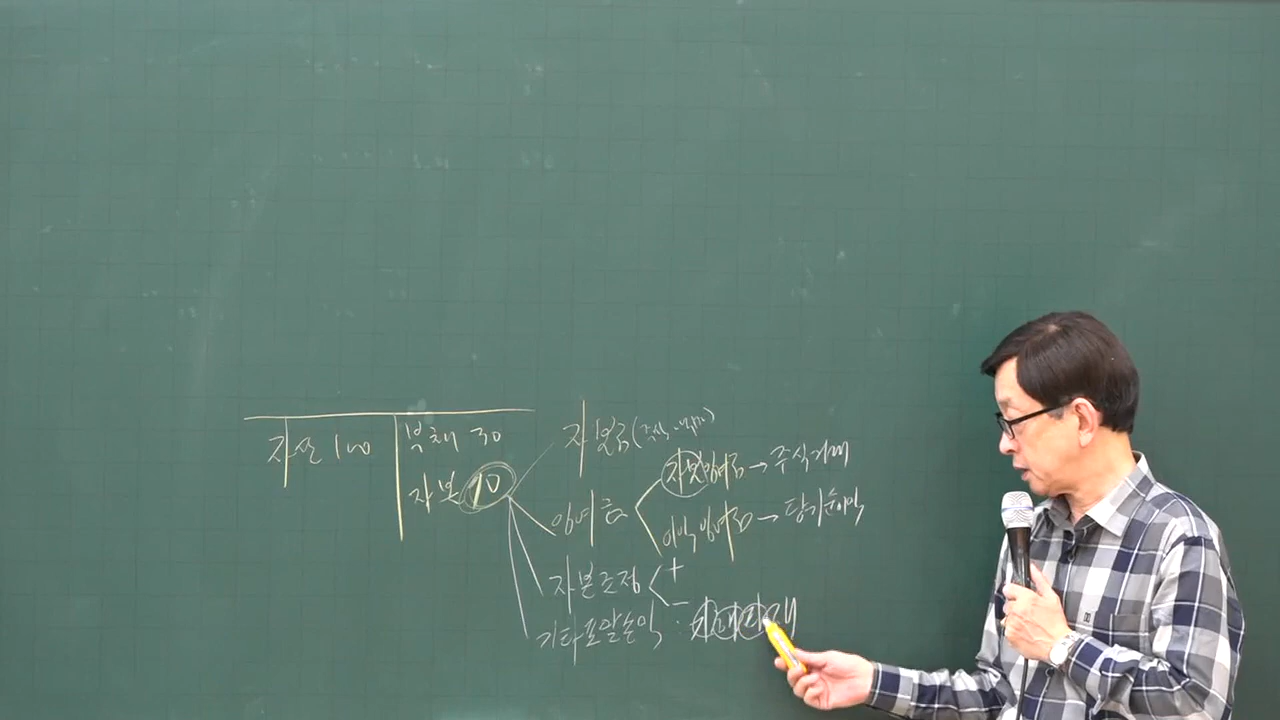 자산 100
부채 30
자본 70
자본금(주식 · 액면)
잉여금
자본잉여금 → 주식거래
이익잉여금 → 당기순이익
자본조정 < + -
기타포괄손익 :